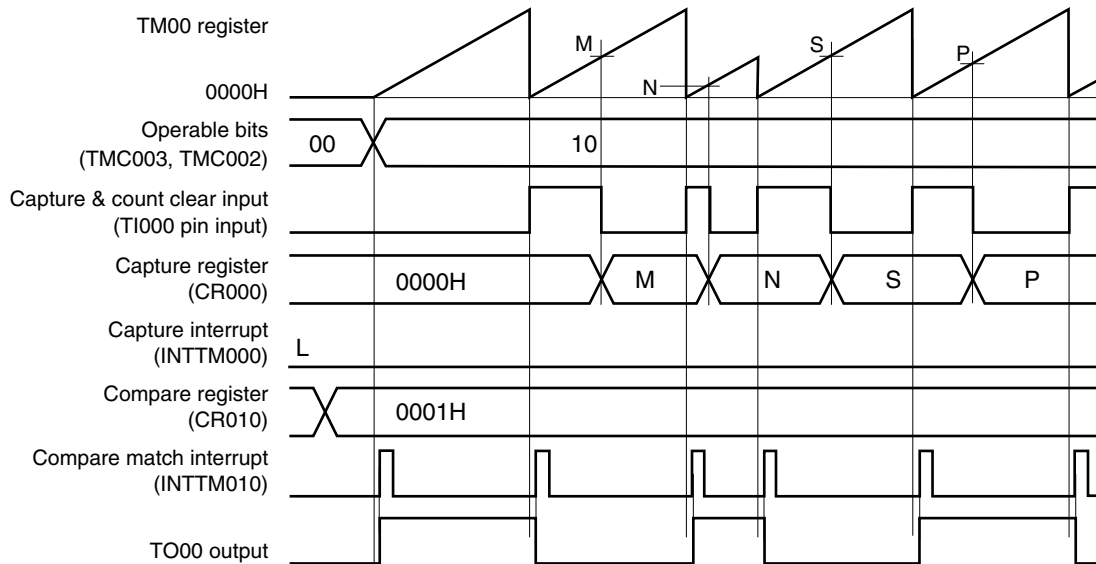 TM00 register
M
S
P
N
0000H
Operable bits
(TMC003, TMC002)
00
10
Capture & count clear input
(TI000 pin input)
Capture register
(CR000)
0000H
M
N
S
P
Capture interrupt
(INTTM000)
L
Compare register
(CR010)
0001H
Compare match interrupt
(INTTM010)
TO00 output